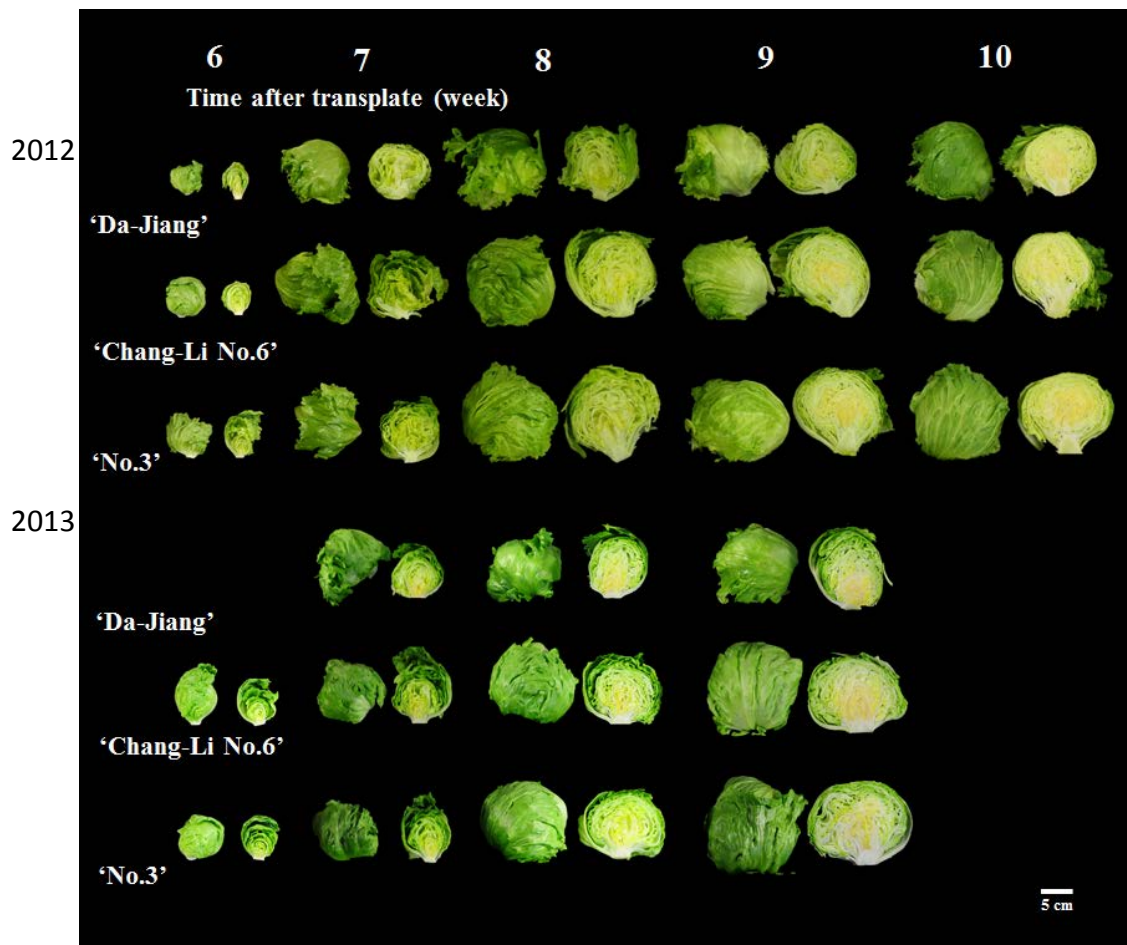 6 7 8 9 10
Time after transplate (week)
2012
‘Da-Jiang’
‘Chang-Li No.6’
‘No.3’
2013
‘Da-Jiang’
‘Chang-Li No.6’
‘No.3’
5 cm